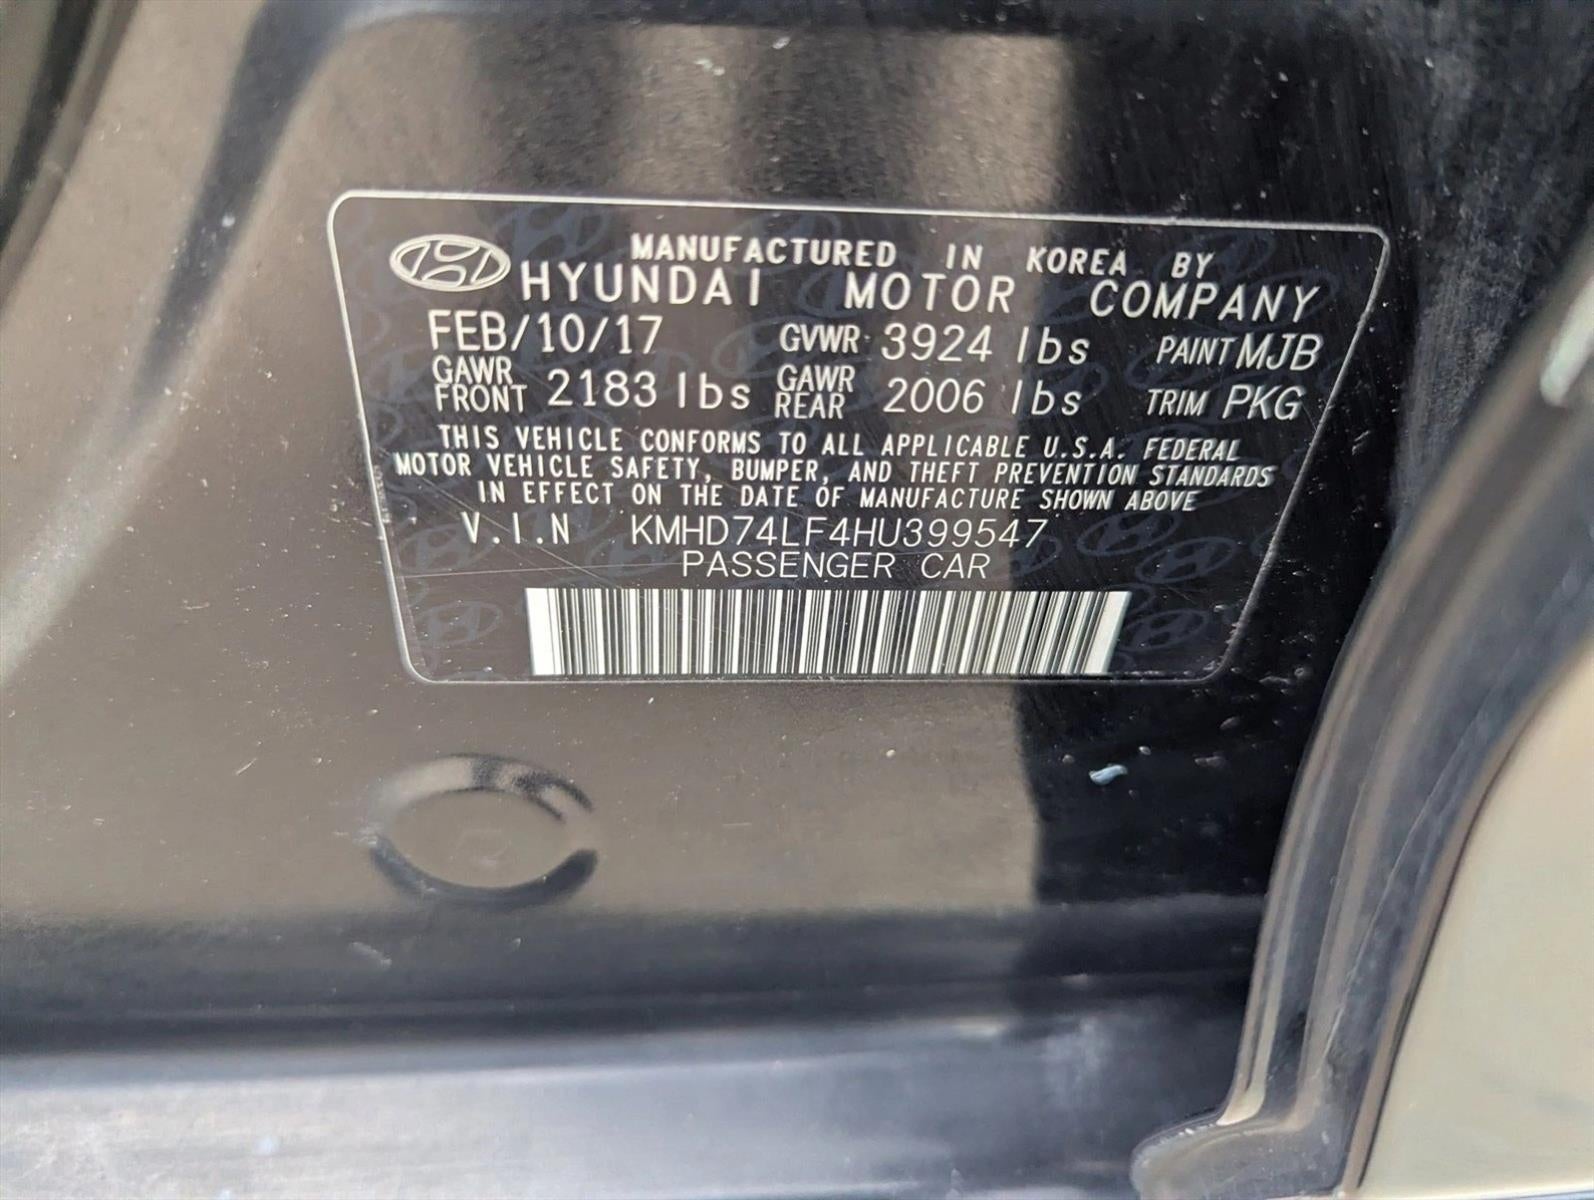 MANUFACTURED IN KOREA BY
HYUNDAI MOTOR COMPANY
FEB/10/17 GVWR 3924 lbs PAINT MJB
GAWR FRONT 2183 lbs GAWR REAR 2006 lbs TRIM PKG
THIS VEHICLE CONFORMS TO ALL APPLICABLE U.S.A. FEDERAL
MOTOR VEHICLE SAFETY, BUMPER, AND THEFT PREVENTION STANDARDS
IN EFFECT ON THE DATE OF MANUFACTURE SHOWN ABOVE
V.I.N KMHD74LF4HU399547
PASSENGER CAR